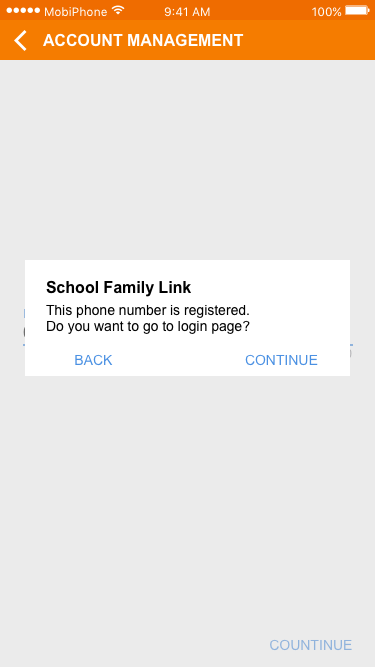 MobiPhone 9:41 AM 100%
ACCOUNT MANAGEMENT
School Family Link
This phone number is registered.
Do you want to go to login page?
BACK CONTINUE
COUNTINUE